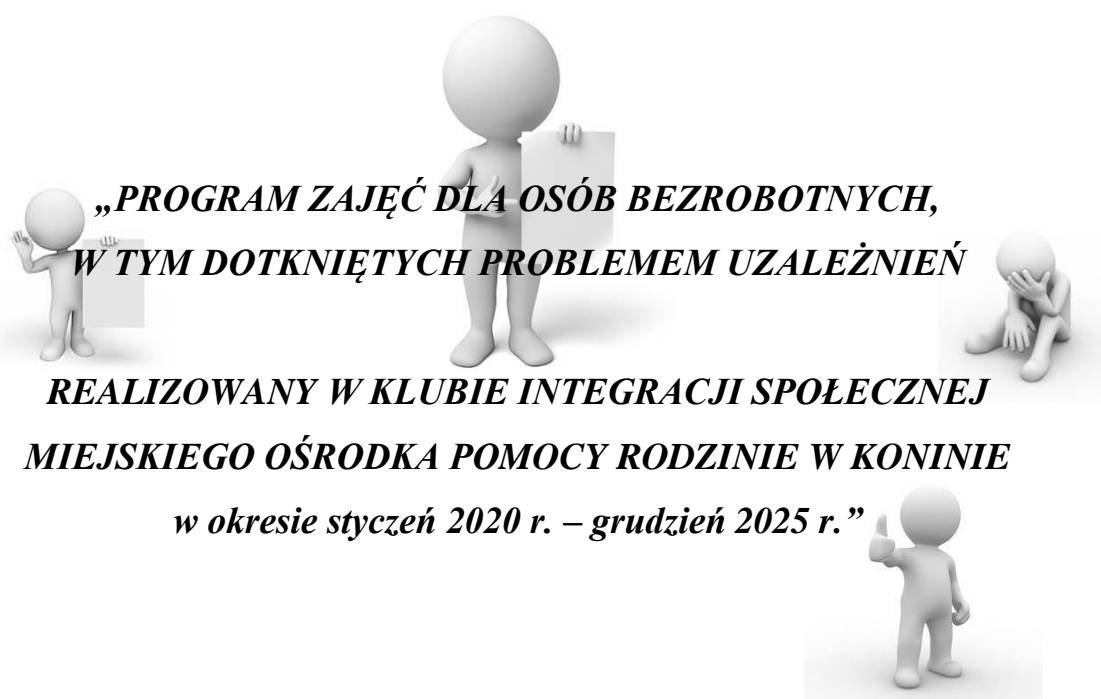 „PROGRAM ZAJĘĆ DLA OSÓB BEZROBOTNYCH,
W TYM DOTKNIĘTYCH PROBLEMEM UZALEŻNIEŃ
REALIZOWANY W KLUBIE INTEGRACJI SPOŁECZNEJ
MIEJSKIEGO OŚRODKA POMOCY RODZINIE W KONINIE
w okresie styczeń 2020 r. – grudzień 2025 r.”